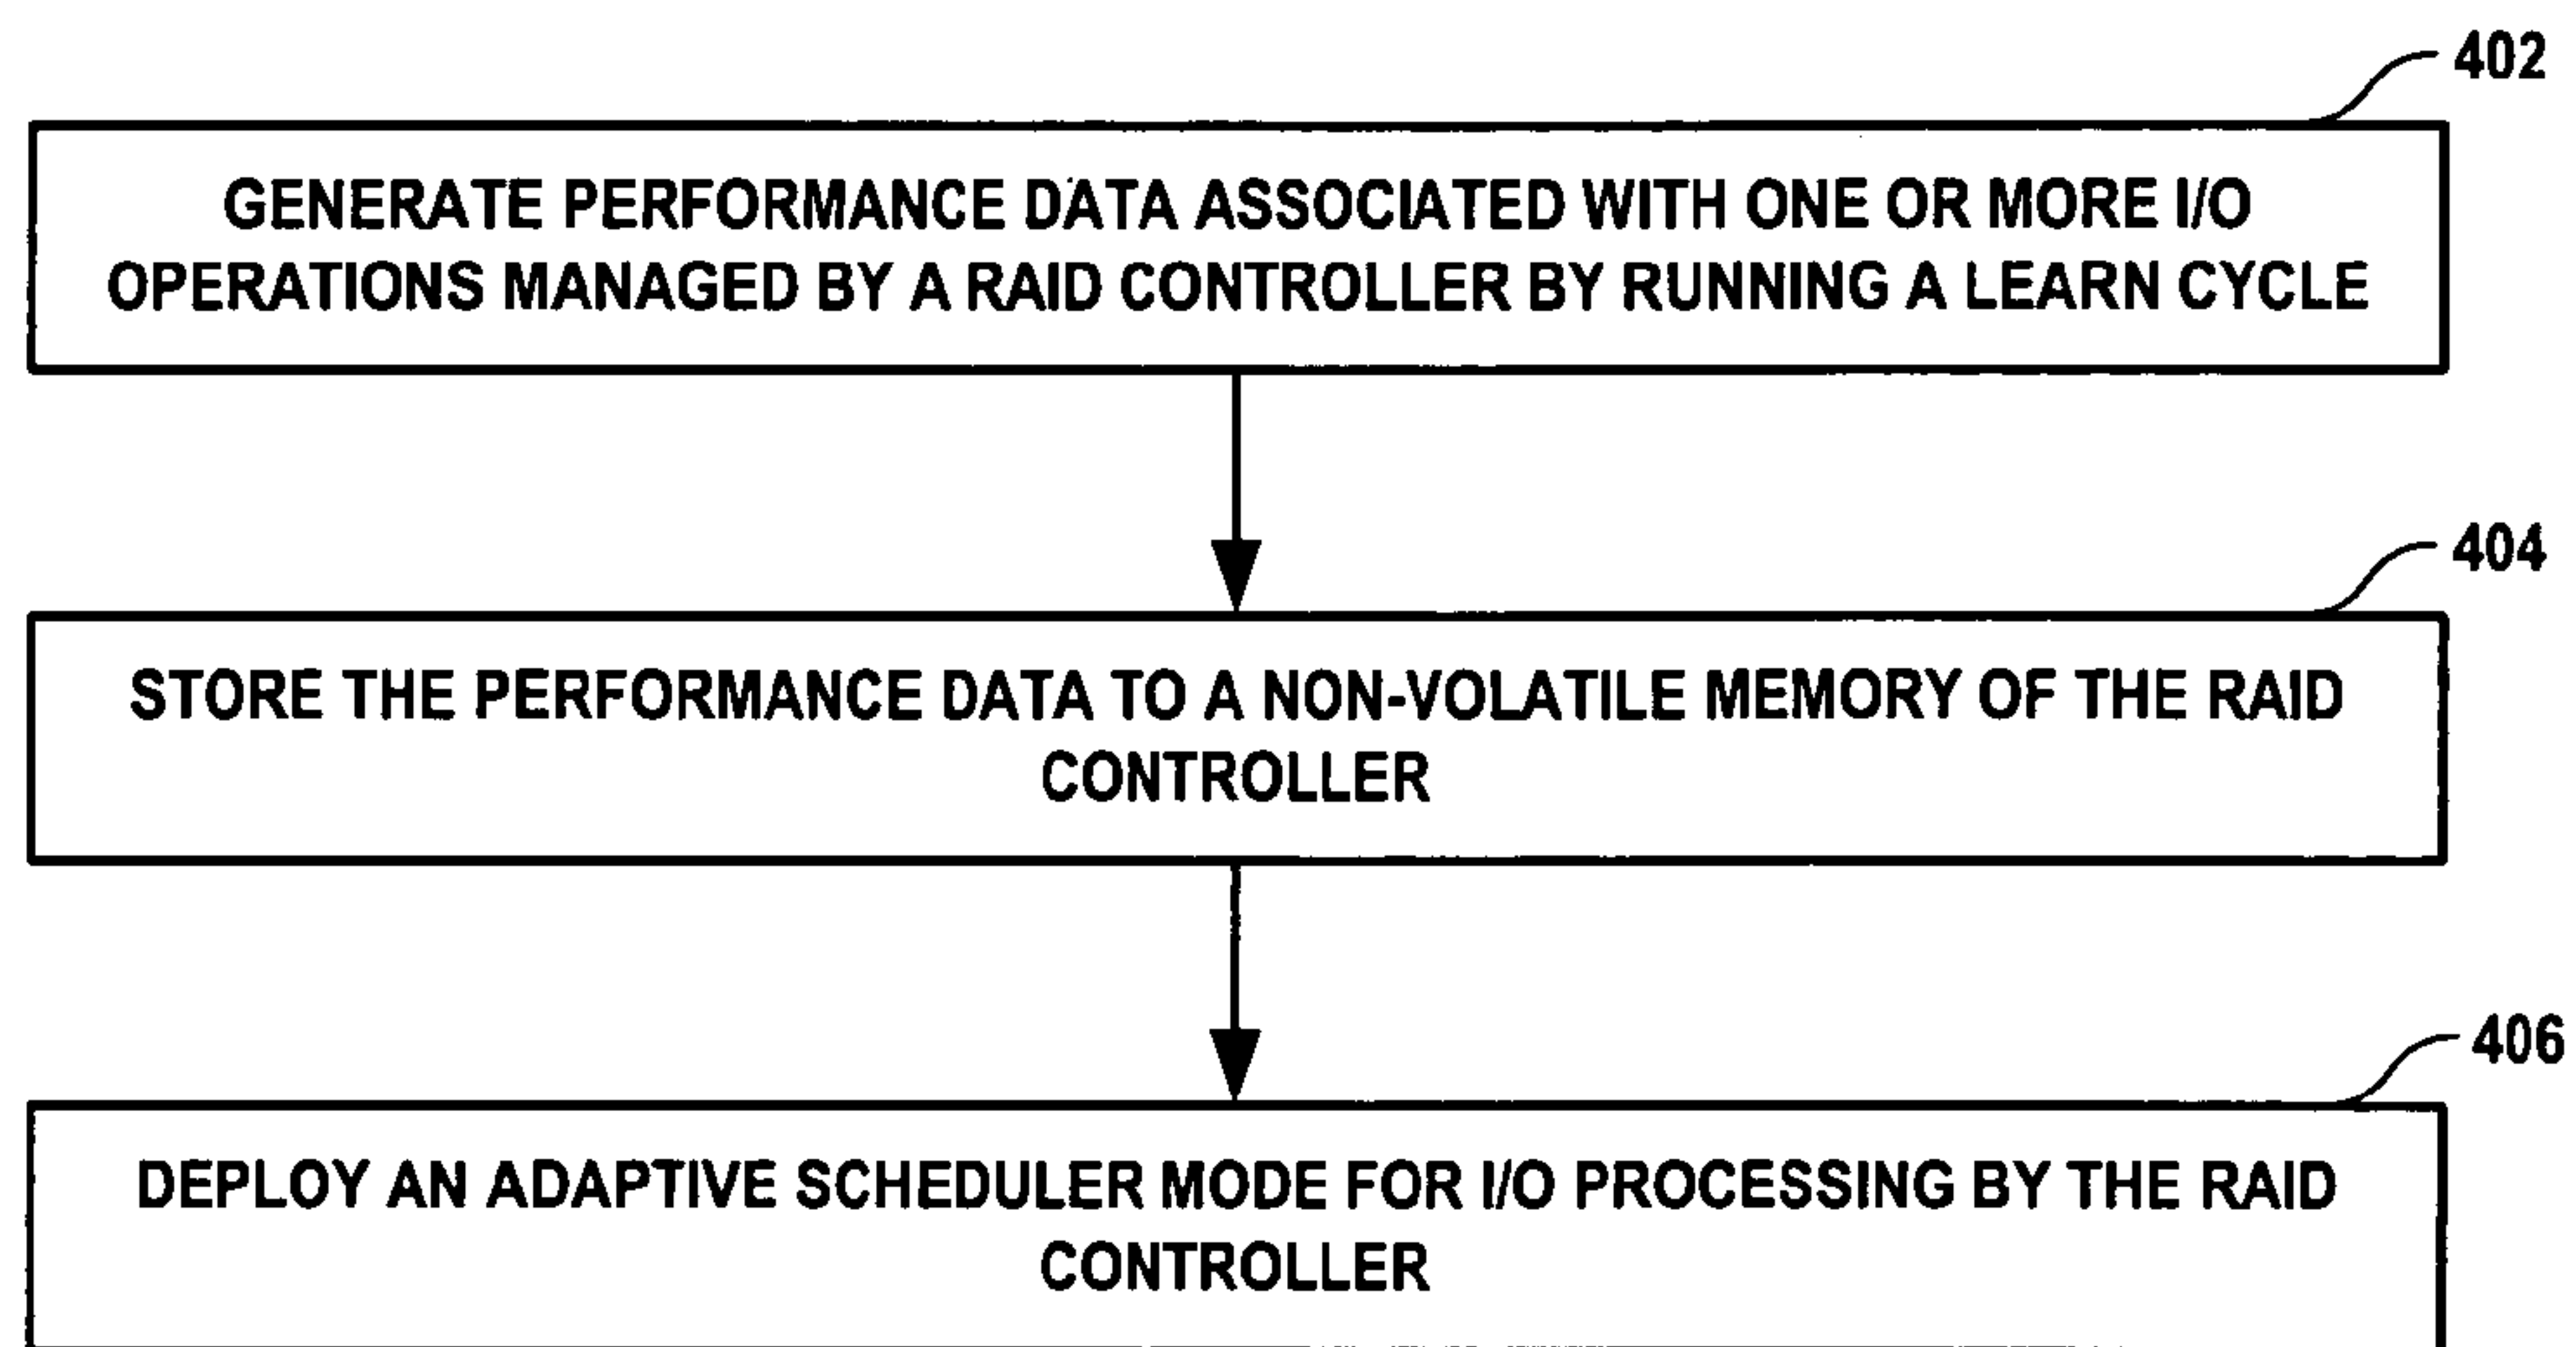 402
GENERATE PERFORMANCE DATA ASSOCIATED WITH ONE OR MORE I/O
OPERATIONS MANAGED BY A RAID CONTROLLER BY RUNNING A LEARN CYCLE
404
STORE THE PERFORMANCE DATA TO A NON-VOLATILE MEMORY OF THE RAID
CONTROLLER
406
DEPLOY AN ADAPTIVE SCHEDULER MODE FOR I/O PROCESSING BY THE RAID
CONTROLLER